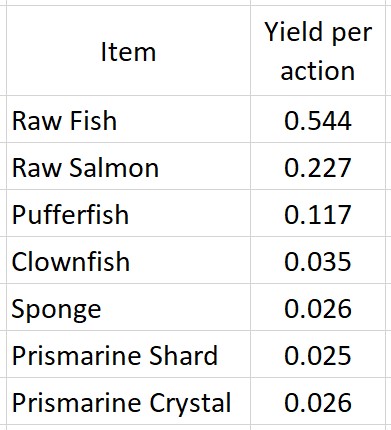 Item Yield per action
Raw Fish 0.544
Raw Salmon 0.227
Pufferfish 0.117
Clownfish 0.035
Sponge 0.026
Prismarine Shard 0.025
Prismarine Crystal 0.026